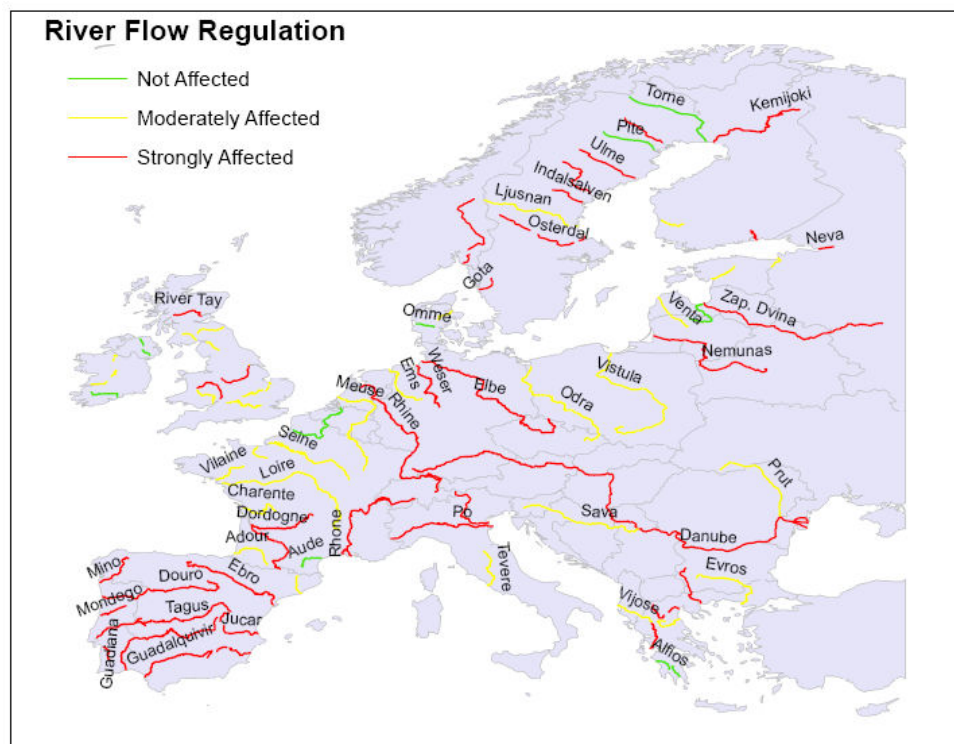 River Flow Regulation
Not Affected
Moderately Affected
Strongly Affected
Torne
Kemijoki
Pite
Ulme
Indalsalven
Ljusnan
Osterdal
Neva
Gota
River Tay
Omme
Venta
Zap. Dvina
Nemunas
Meuse
Ems
Weser
Elbe
Rhine
Vistula
Odra
Seine
Vilaine
Loire
Charente
Dordogne
Adour
Aude
Rhone
Po
Sava
Prut
Danube
Tevere
Evros
Vijose
Alfios
Mino
Douro
Ebro
Mondego
Tagus
Jucar
Guadiana
Guadalquivir